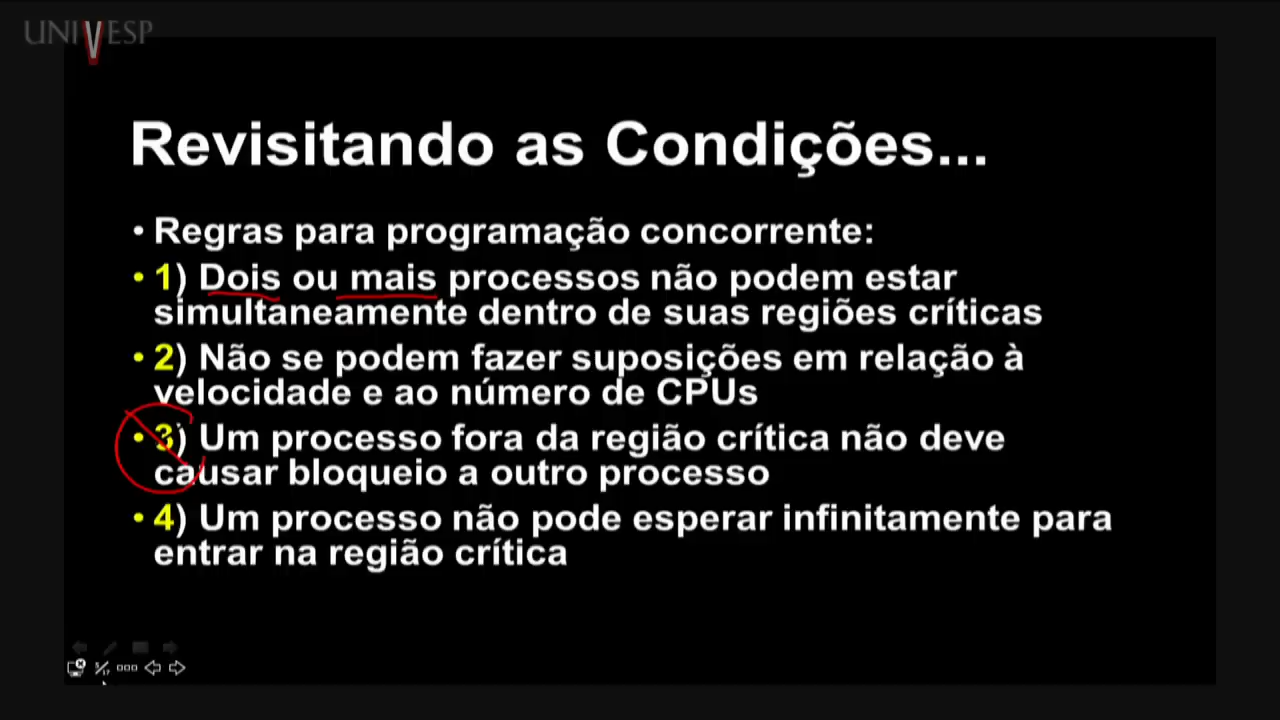 UNIVESP
Revisitando as Condições...
• Regras para programação concorrente:
• 1) Dois ou mais processos não podem estar
simultaneamente dentro de suas regiões críticas
• 2) Não se podem fazer suposições em relação à
velocidade e ao número de CPUs
• 3) Um processo fora da região crítica não deve
causar bloqueio a outro processo
• 4) Um processo não pode esperar infinitamente para
entrar na região crítica